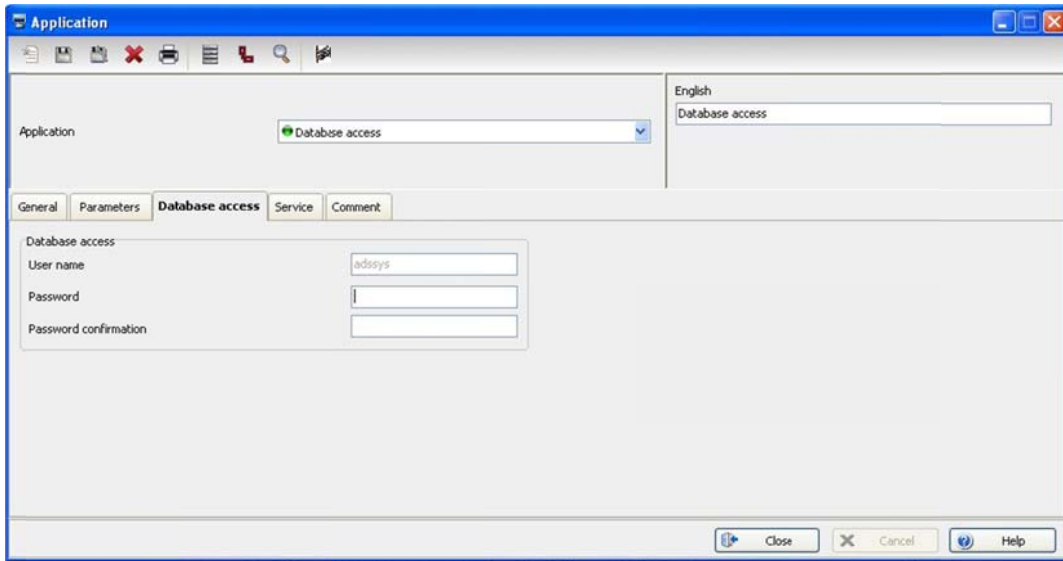 Application
English
Database access
Application
Database access
General Parameters Database access Service Comment
Database access
User name adssys
Password
Password confirmation
Close Cancel Help